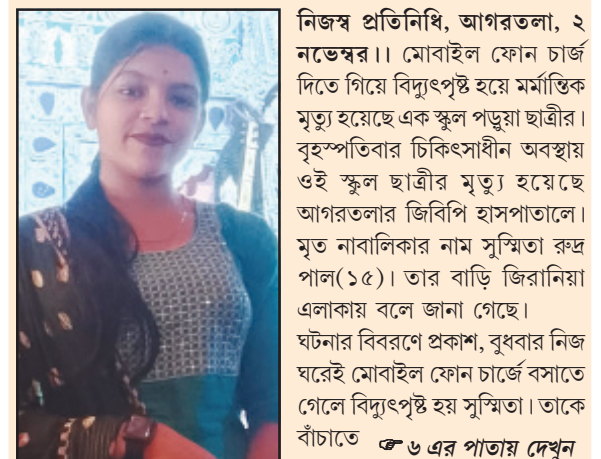 নিজস্ব প্রতিনিধি, আগরতলা, ২
নভেম্বর।। মোবাইল ফোন চার্জ
দিতে গিয়ে বিদ্যুৎপৃষ্ট হয়ে মর্মান্তিক
মৃত্যু হয়েছে এক স্কুল পড়ুয়া ছাত্রীর।
বৃহস্পতিবার চিকিৎসাধীন অবস্থায়
ওই স্কুল ছাত্রীর মৃত্যু হয়েছে
আগরতলার জিবিপি হাসপাতালে।
মৃত নাবালিকার নাম সুস্মিতা রুদ্র
পাল(১৫)। তার বাড়ি জিরানিয়া
এলাকায় বলে জানা গেছে।
ঘটনার বিবরণে প্রকাশ, বুধবার নিজ
ঘরেই মোবাইল ফোন চার্জে বসাতে
গেলে বিদ্যুৎপৃষ্ট হয় সুস্মিতা। তাকে
বাঁচাতে ☞ ৬ এর পাতায় দেখুন